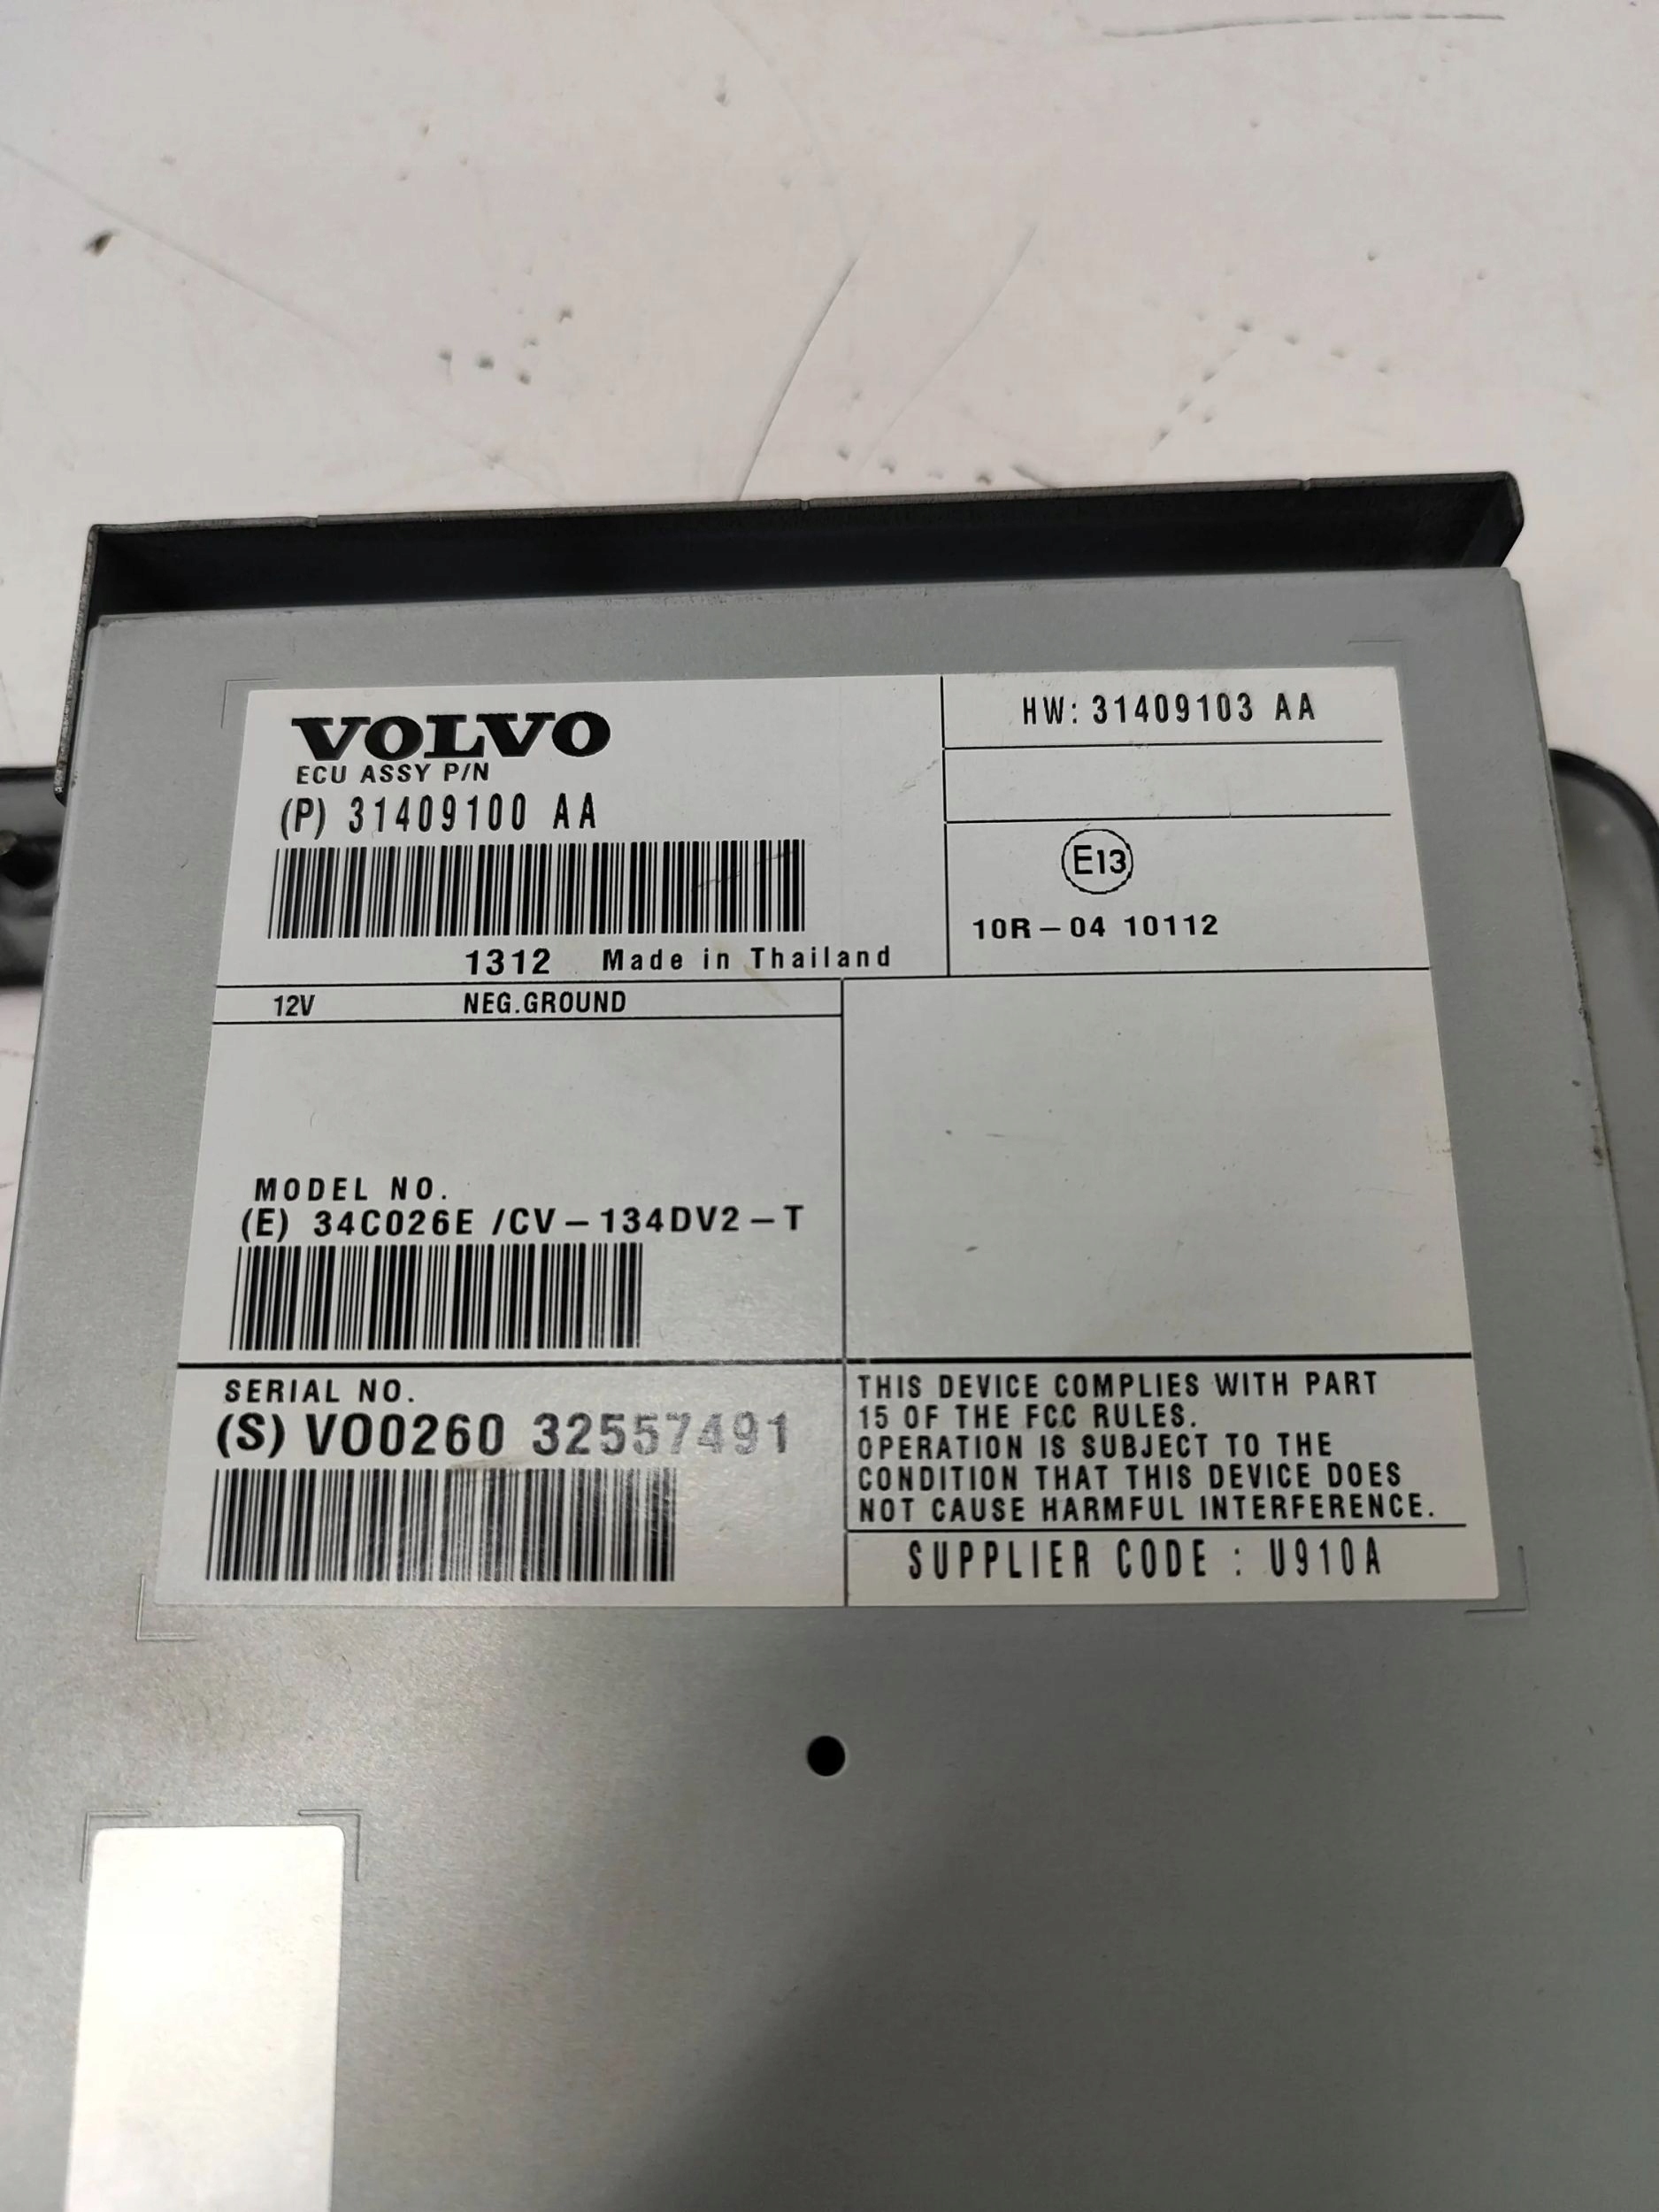 VOLVO
ECU ASSY P/N
(P) 31409100 AA
1312 Made in Thailand
HW: 31409103 AA
E13
10R-04 10112
12V NEG.GROUND
MODEL NO.
(E) 34C026E /CV-134DV2-T
SERIAL NO.
(S) VO0260 32557491
THIS DEVICE COMPLIES WITH PART
15 OF THE FCC RULES.
OPERATION IS SUBJECT TO THE
CONDITION THAT THIS DEVICE DOES
NOT CAUSE HARMFUL INTERFERENCE.
SUPPLIER CODE : U910A